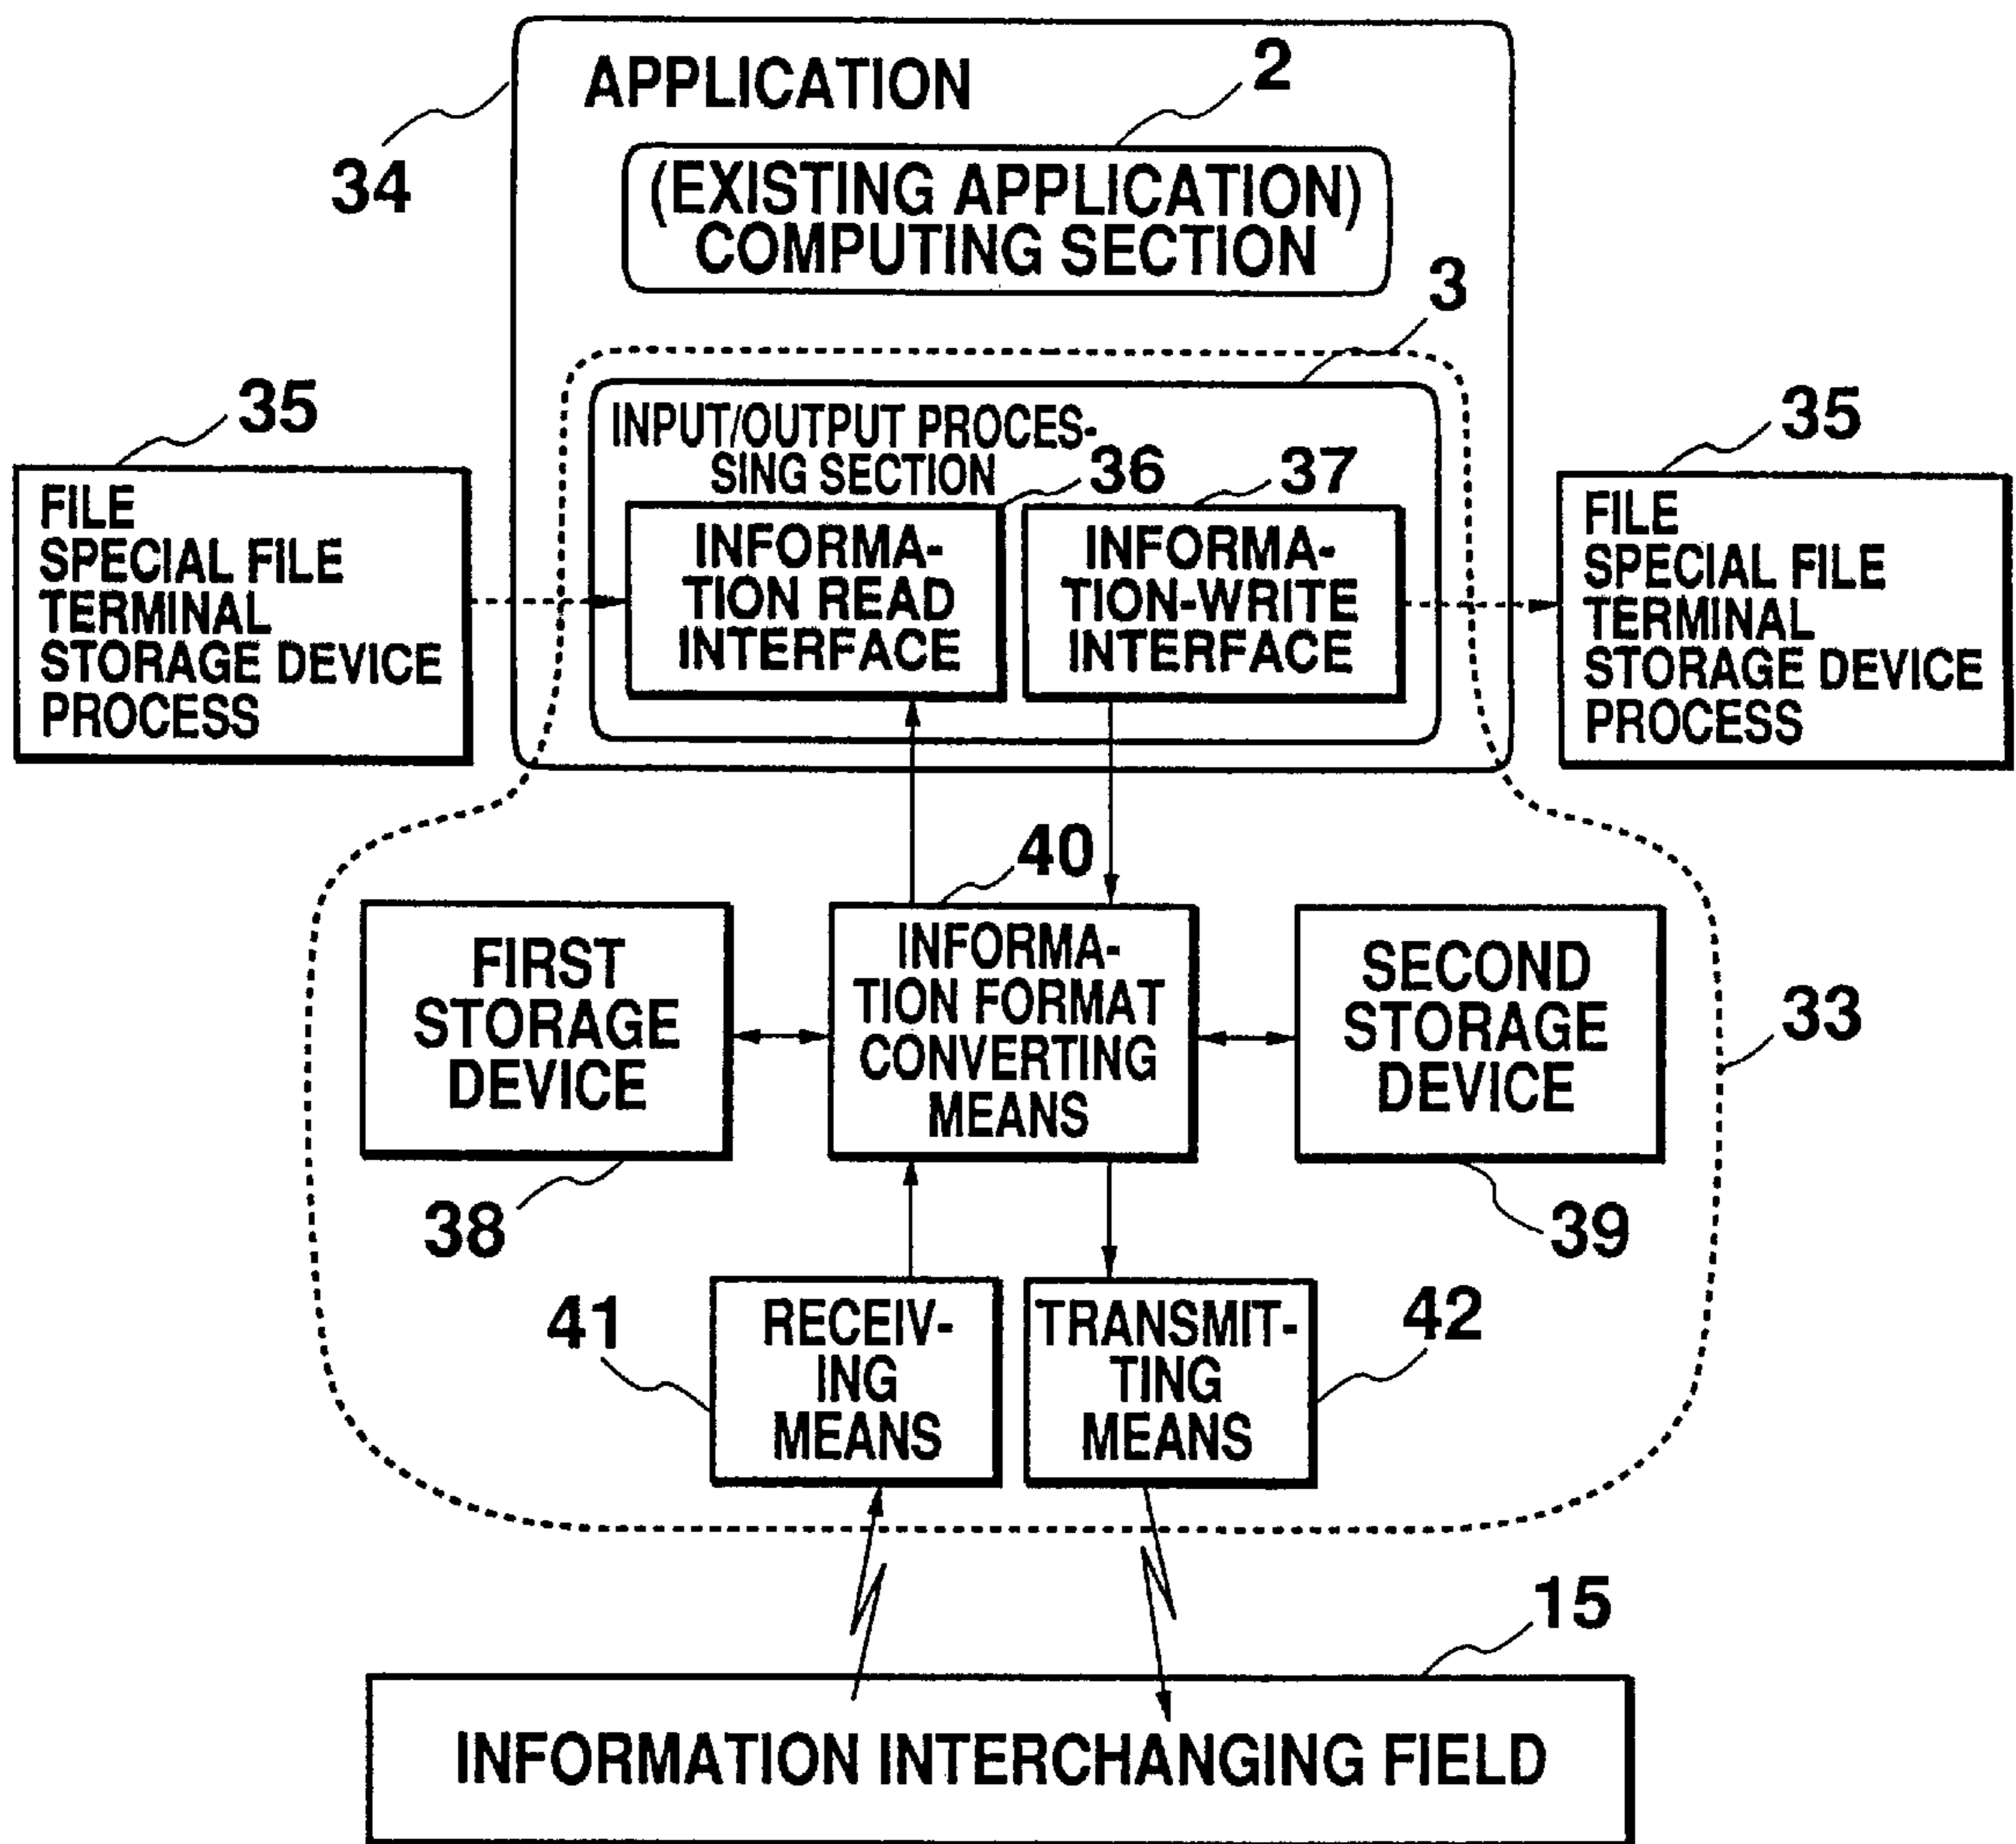 APPLICATION
2
34
(EXISTING APPLICATION)
COMPUTING SECTION
3
35
35
INPUT/OUTPUT PROCES-
SING SECTION
36
37
FILE
SPECIAL FILE
TERMINAL
STORAGE DEVICE
PROCESS
INFORMA-
TION READ
INTERFACE
INFORMA-
TION-WRITE
INTERFACE
FILE
SPECIAL FILE
TERMINAL
STORAGE DEVICE
PROCESS
40
FIRST
STORAGE
DEVICE
INFORMA-
TION FORMAT
CONVERTING
MEANS
SECOND
STORAGE
DEVICE
33
38
39
41
RECEIV-
ING
MEANS
TRANSMIT-
TING
MEANS
42
15
INFORMATION INTERCHANGING FIELD